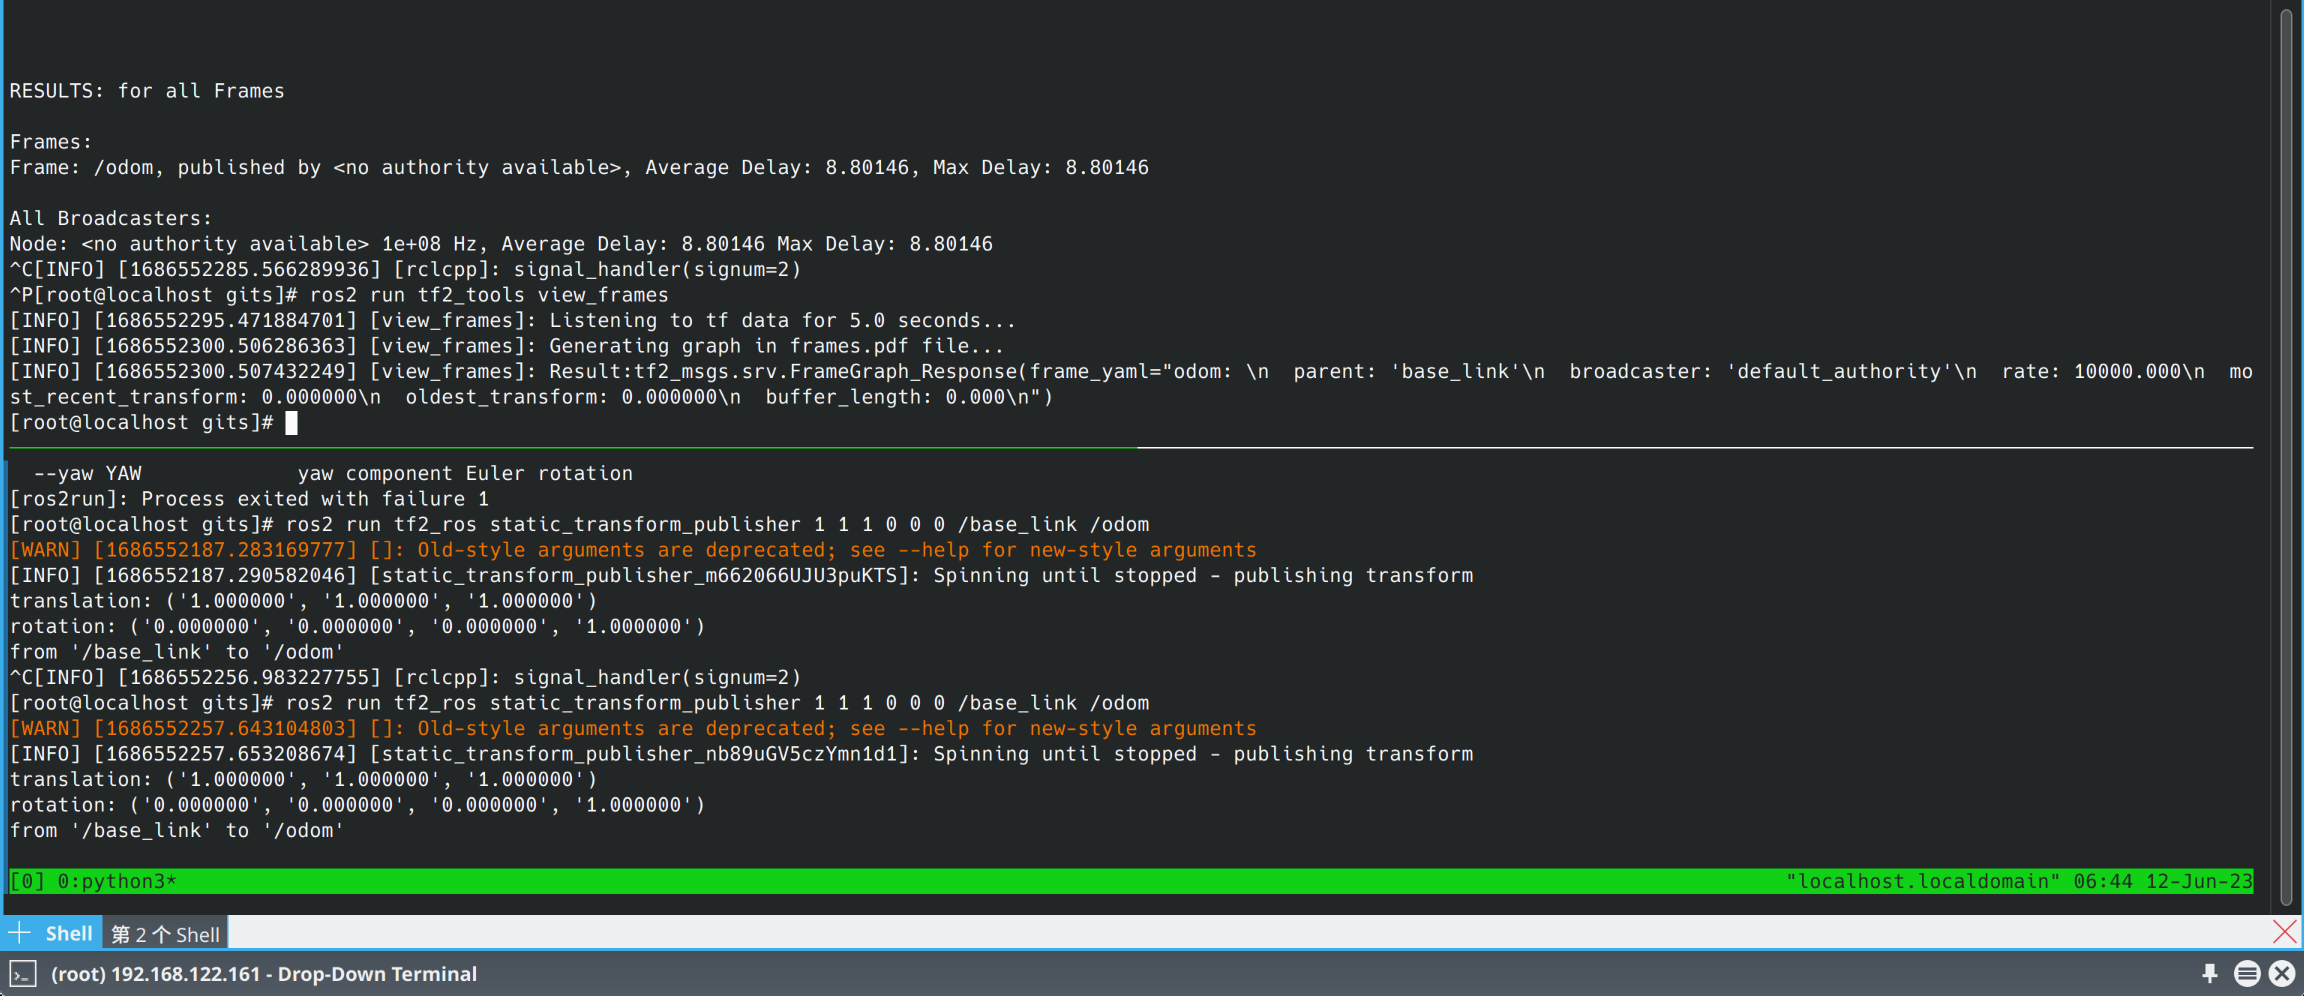 RESULTS: for all Frames
Frames:
Frame: /odom, published by <no authority available>, Average Delay: 8.80146, Max Delay: 8.80146
All Broadcasters:
Node: <no authority available> 1e+08 Hz, Average Delay: 8.80146 Max Delay: 8.80146
^C[INFO] [1686552285.566289936] [rclcpp]: signal_handler(signum=2)
^P[root@localhost gits]# ros2 run tf2_tools view_frames
[INFO] [1686552295.471884701] [view_frames]: Listening to tf data for 5.0 seconds...
[INFO] [1686552300.506286363] [view_frames]: Generating graph in frames.pdf file...
[INFO] [1686552300.507432249] [view_frames]: Result:tf2_msgs.srv.FrameGraph_Response(frame_yaml="odom: \n  parent: 'base_link'\n  broadcaster: 'default_authority'\n  rate: 10000.000\n  mo
st_recent_transform: 0.000000\n  oldest_transform: 0.000000\n  buffer_length: 0.000\n")
[root@localhost gits]#
  --yaw YAW             yaw component Euler rotation
[ros2run]: Process exited with failure 1
[root@localhost gits]# ros2 run tf2_ros static_transform_publisher 1 1 1 0 0 0 /base_link /odom
[WARN] [1686552187.283169777] []: Old-style arguments are deprecated; see --help for new-style arguments
[INFO] [1686552187.290582046] [static_transform_publisher_m662066UJU3puKTS]: Spinning until stopped - publishing transform
translation: ('1.000000', '1.000000', '1.000000')
rotation: ('0.000000', '0.000000', '0.000000', '1.000000')
from '/base_link' to '/odom'
^C[INFO] [1686552256.983227755] [rclcpp]: signal_handler(signum=2)
[root@localhost gits]# ros2 run tf2_ros static_transform_publisher 1 1 1 0 0 0 /base_link /odom
[WARN] [1686552257.643104803] []: Old-style arguments are deprecated; see --help for new-style arguments
[INFO] [1686552257.653208674] [static_transform_publisher_nb89uGV5czYmn1d1]: Spinning until stopped - publishing transform
translation: ('1.000000', '1.000000', '1.000000')
rotation: ('0.000000', '0.000000', '0.000000', '1.000000')
from '/base_link' to '/odom'
[0] 0:python3* "localhost.localdomain" 06:44 12-Jun-23
Shell 第 2 个 Shell
(root) 192.168.122.161 - Drop-Down Terminal